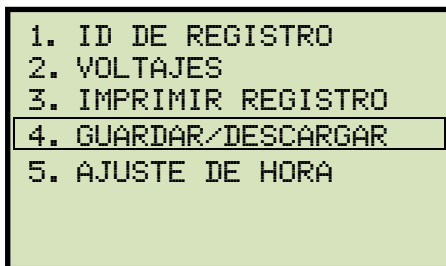 1. ID DE REGISTRO
2. VOLTAJES
3. IMPRIMIR REGISTRO
4. GUARDAR/DESCARGAR
5. AJUSTE DE HORA